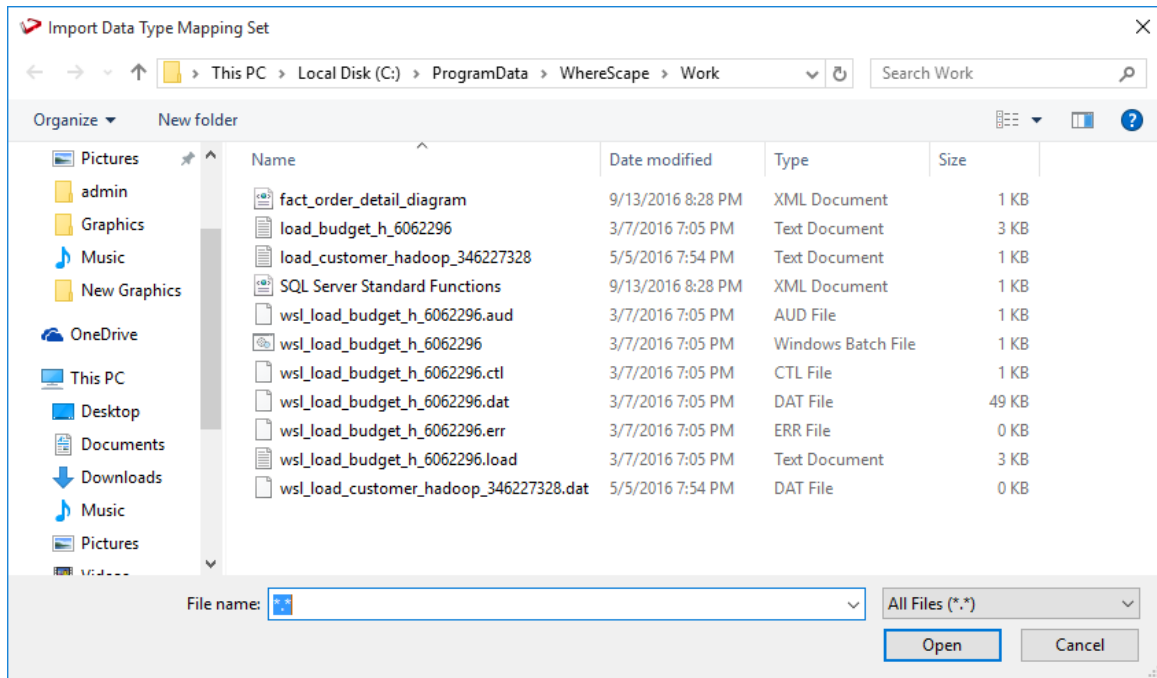 Import Data Type Mapping Set
This PC > Local Disk (C:) > ProgramData > WhereScape > Work
Search Work
Organize
New folder
Pictures
admin
Graphics
Music
New Graphics
OneDrive
This PC
Desktop
Documents
Downloads
Music
Pictures
Videos
Name Date modified Type Size
fact_order_detail_diagram 9/13/2016 8:28 PM XML Document 1 KB
load_budget_h_6062296 3/7/2016 7:05 PM Text Document 3 KB
load_customer_hadoop_346227328 5/5/2016 7:54 PM Text Document 1 KB
SQL Server Standard Functions 9/13/2016 8:28 PM XML Document 1 KB
wsl_load_budget_h_6062296.aud 3/7/2016 7:05 PM AUD File 1 KB
wsl_load_budget_h_6062296 3/7/2016 7:05 PM Windows Batch File 1 KB
wsl_load_budget_h_6062296.ctl 3/7/2016 7:05 PM CTL File 1 KB
wsl_load_budget_h_6062296.dat 3/7/2016 7:05 PM DAT File 49 KB
wsl_load_budget_h_6062296.err 3/7/2016 7:05 PM ERR File 0 KB
wsl_load_budget_h_6062296.load 3/7/2016 7:05 PM Text Document 3 KB
wsl_load_customer_hadoop_346227328.dat 5/5/2016 7:54 PM DAT File 0 KB
File name: *.*
All Files (*.*)
Open
Cancel